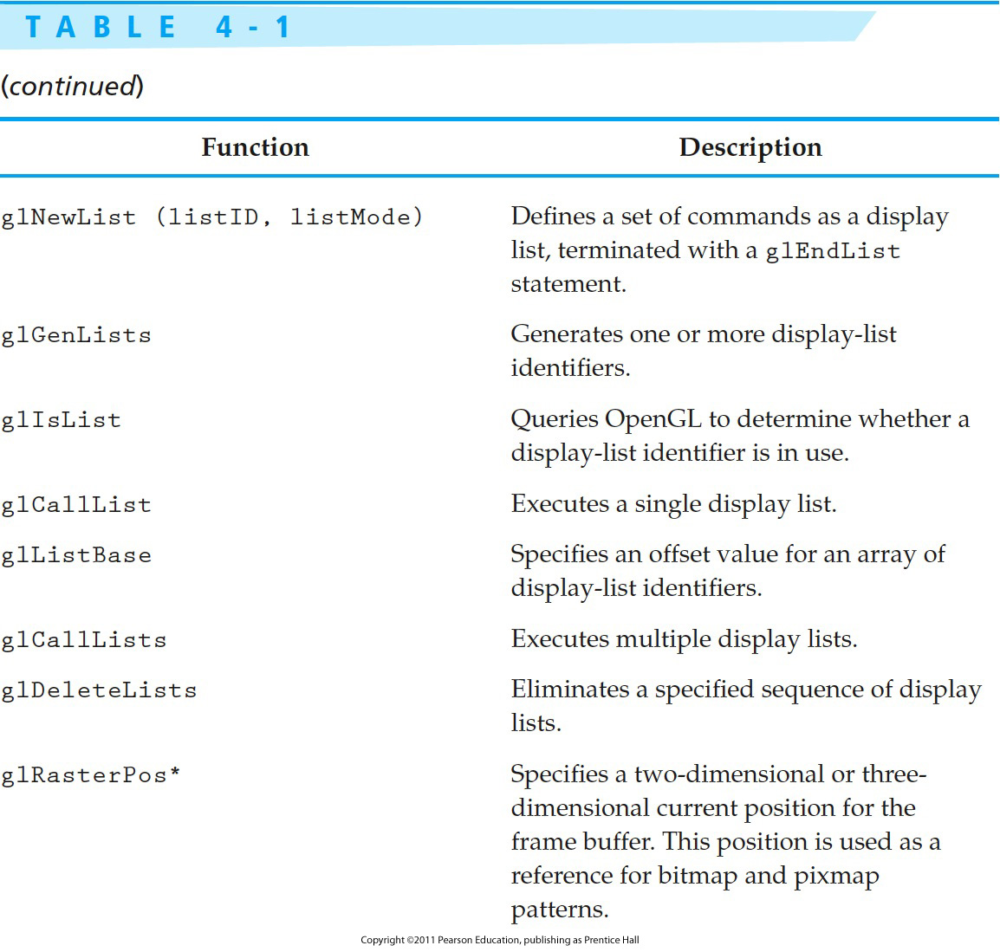 TABLE 4-1
(continued)
Function Description
glNewList (listID, listMode) Defines a set of commands as a display
list, terminated with a glEndList
statement.
glGenLists Generates one or more display-list
identifiers.
glIsList Queries OpenGL to determine whether a
display-list identifier is in use.
glCallList Executes a single display list.
glListBase Specifies an offset value for an array of
display-list identifiers.
glCallLists Executes multiple display lists.
glDeleteLists Eliminates a specified sequence of display
lists.
glRasterPos* Specifies a two-dimensional or three-
dimensional current position for the
frame buffer. This position is used as a
reference for bitmap and pixmap
patterns.
Copyright ©2011 Pearson Education, publishing as Prentice Hall